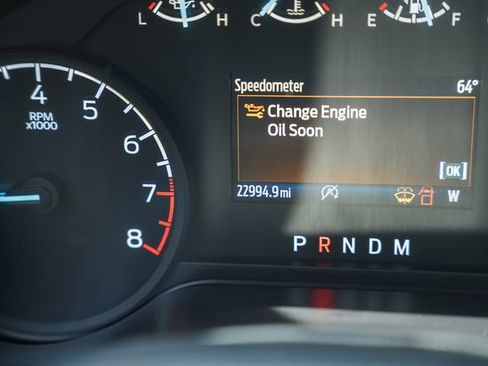 L H C H E F
Speedometer 64°
Change Engine
Oil Soon
[OK]
22994.9 mi W
4 5 6 7 8
RPM
x1000
P R N D M